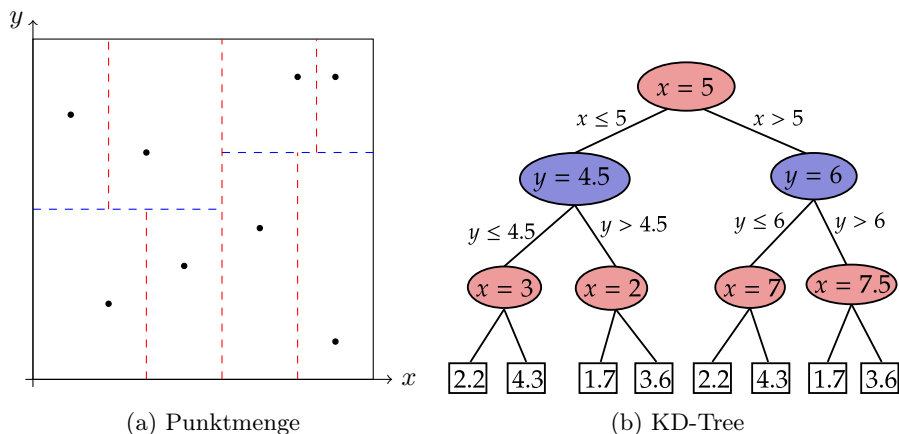 y
x
(a) Punktmenge
x = 5
x ≤ 5
x > 5
y = 4.5
y = 6
y ≤ 4.5
y > 4.5
y ≤ 6
y > 6
x = 3
x = 2
x = 7
x = 7.5
2.2
4.3
1.7
3.6
2.2
4.3
1.7
3.6
(b) KD-Tree